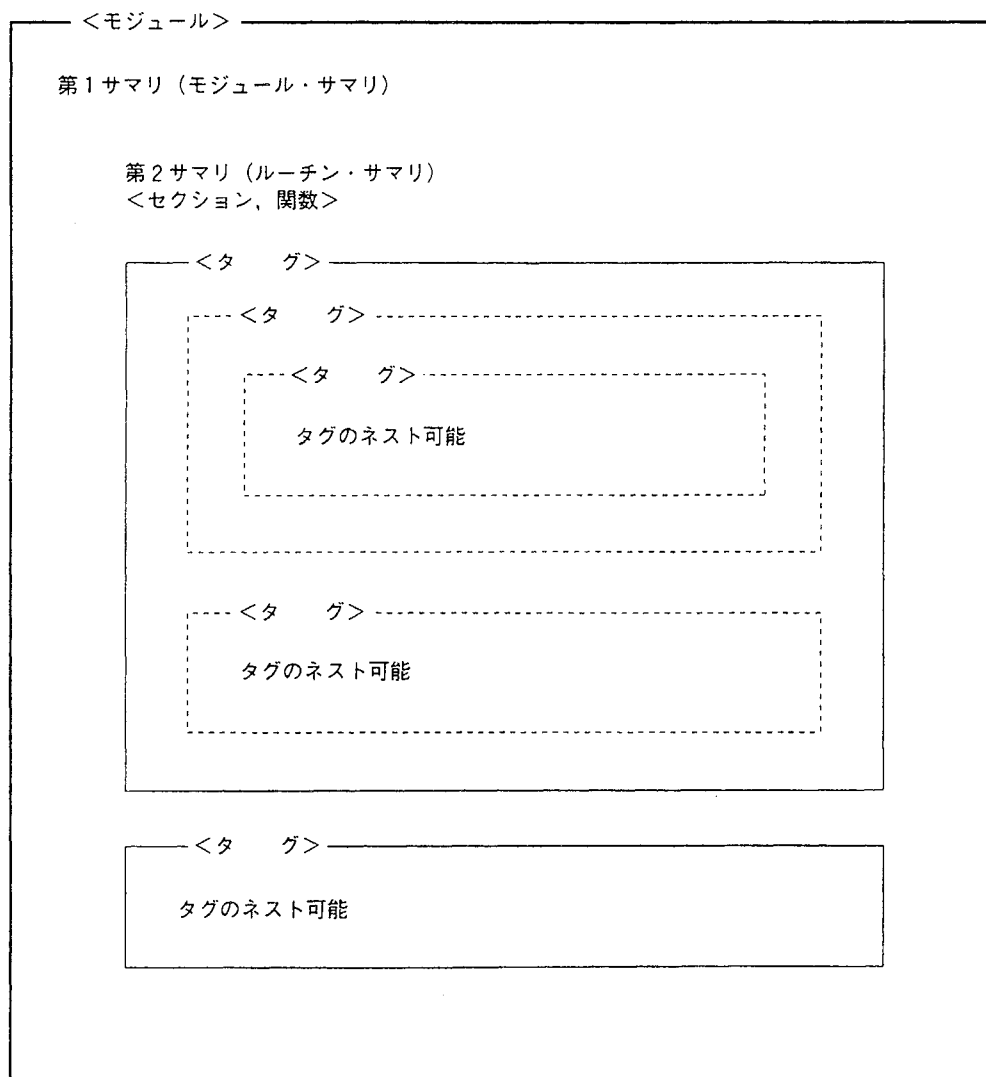 ＜モジュール＞
第１サマリ（モジュール・サマリ）
第２サマリ（ルーチン・サマリ）
＜セクション，関数＞
＜タ　　グ＞
＜タ　　グ＞
＜タ　　グ＞
タグのネスト可能
＜タ　　グ＞
タグのネスト可能
＜タ　　グ＞
タグのネスト可能